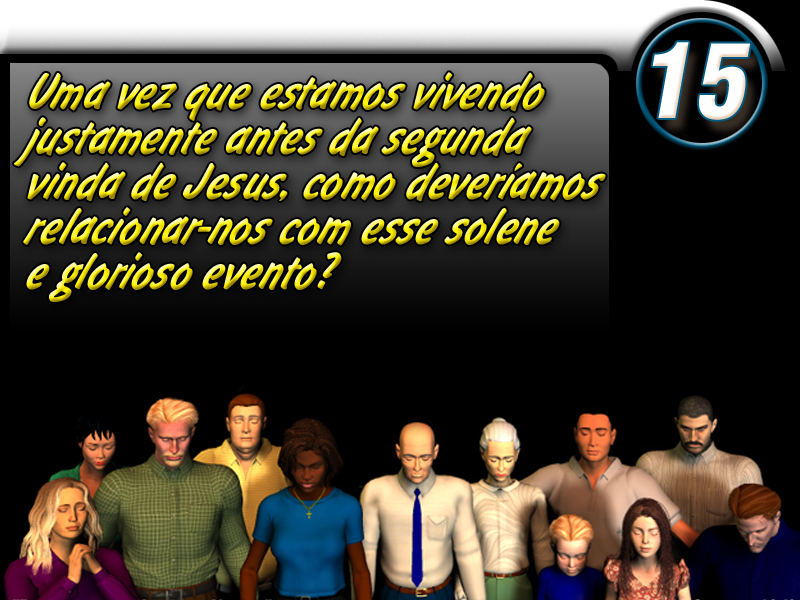 15
Uma vez que estamos vivendo
justamente antes da segunda
vinda de Jesus, como deveríamos
relacionar-nos com esse solene
e glorioso evento?